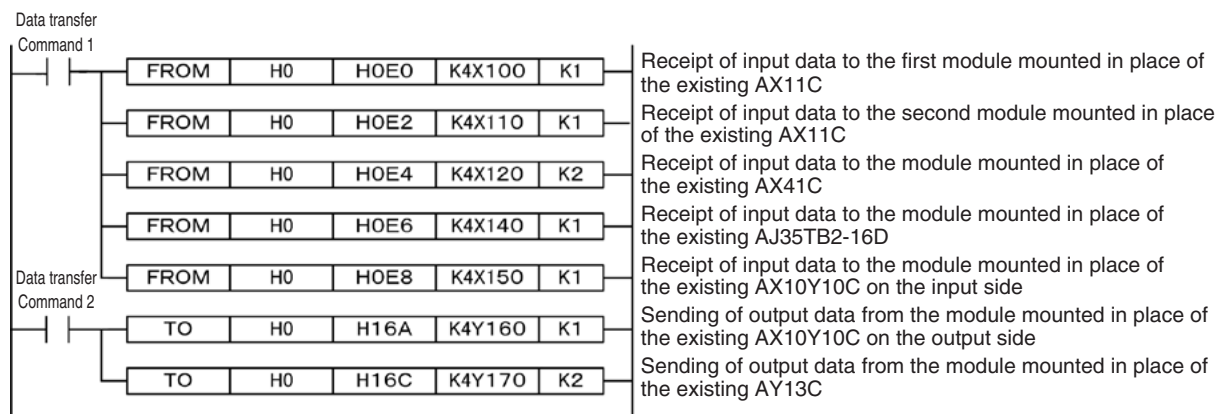 Data transfer
Command 1
FROM H0 H0E0 K4X100 K1
Receipt of input data to the first module mounted in place of
the existing AX11C
FROM H0 H0E2 K4X110 K1
Receipt of input data to the second module mounted in place
of the existing AX11C
FROM H0 H0E4 K4X120 K2
Receipt of input data to the module mounted in place of
the existing AX41C
FROM H0 H0E6 K4X140 K1
Receipt of input data to the module mounted in place of
the existing AJ35TB2-16D
Data transfer
Command 2
FROM H0 H0E8 K4X150 K1
Receipt of input data to the module mounted in place of
the existing AX10Y10C on the input side
TO H0 H16A K4Y160 K1
Sending of output data from the module mounted in place of
the existing AX10Y10C on the output side
TO H0 H16C K4Y170 K2
Sending of output data from the module mounted in place of
the existing AY13C